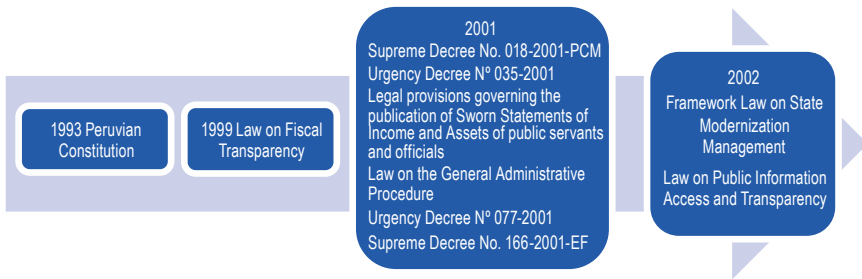 1993 Peruvian
Constitution
1999 Law on Fiscal
Transparency
2001
Supreme Decree No. 018-2001-PCM
Urgency Decree Nº 035-2001
Legal provisions governing the
publication of Sworn Statements of
Income and Assets of public servants
and officials
Law on the General Administrative
Procedure
Urgency Decree Nº 077-2001
Supreme Decree No. 166-2001-EF
2002
Framework Law on State
Modernization
Management
Law on Public Information
Access and Transparency